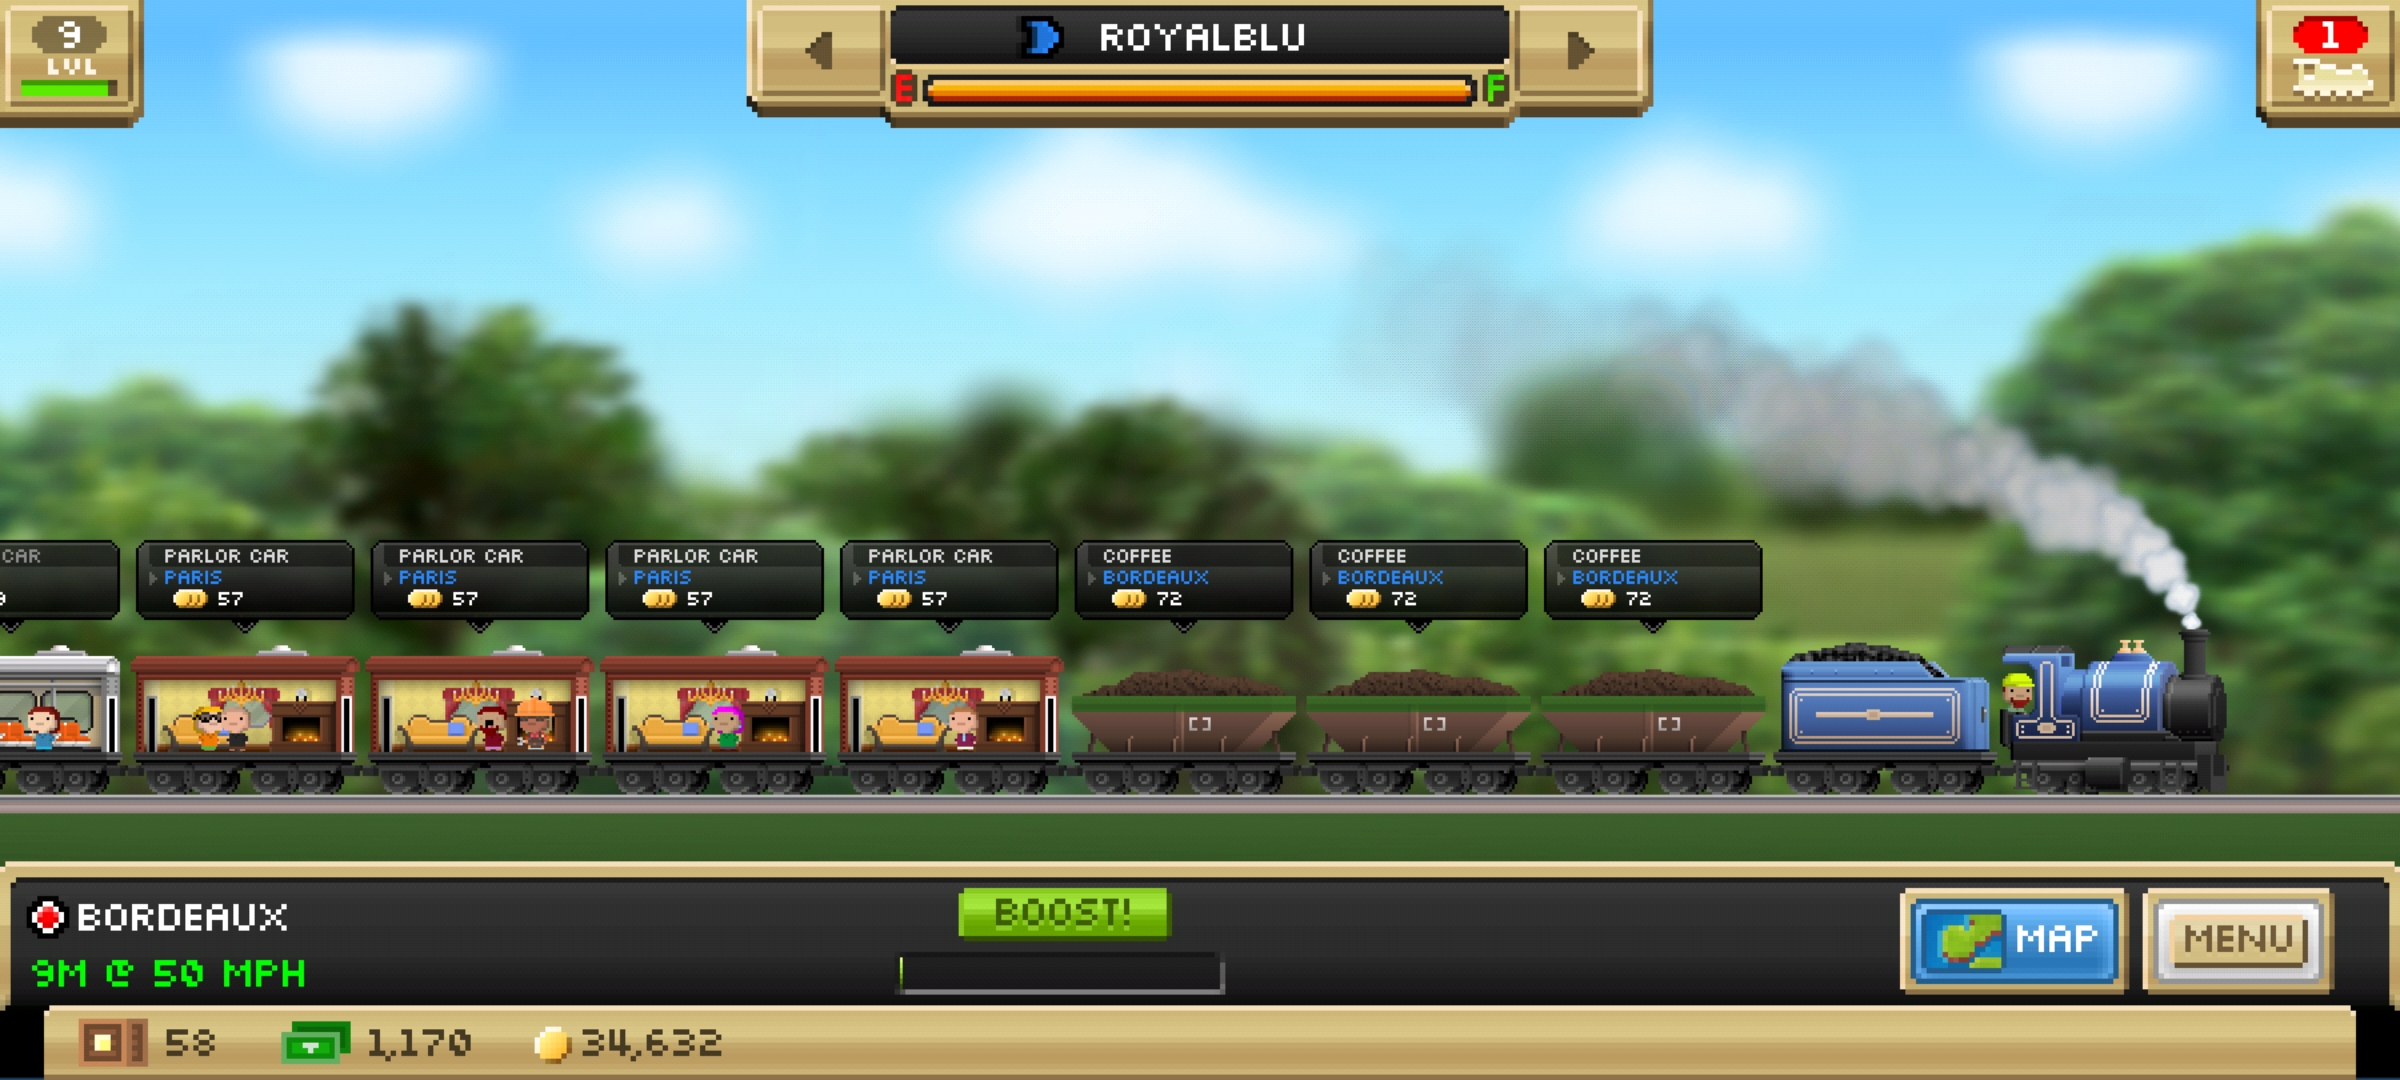 9
LVL
ROYALBLU
E
F
1
CAR
PARLOR CAR
PARIS
57
PARLOR CAR
PARIS
57
PARLOR CAR
PARIS
57
PARLOR CAR
PARIS
57
COFFEE
BORDEAUX
72
COFFEE
BORDEAUX
72
COFFEE
BORDEAUX
72
BORDEAUX
9M @ 50 MPH
BOOST!
MAP
MENU
58
1,170
34,632